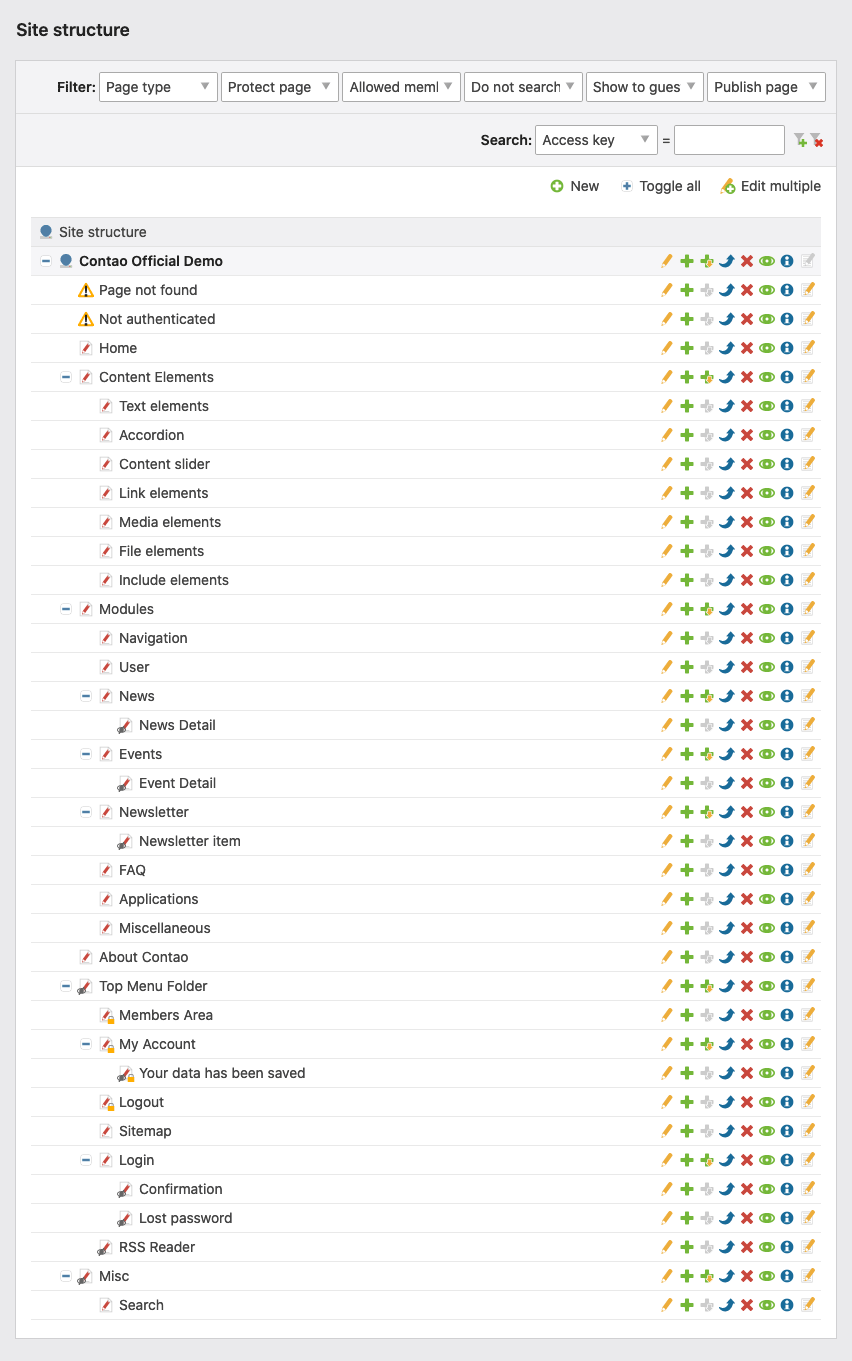 Site structure
Filter: Page type Protect page Allowed meml Do not search Show to gues Publish page
Search: Access key =
New Toggle all Edit multiple
Site structure
Contao Official Demo
Page not found
Not authenticated
Home
Content Elements
Text elements
Accordion
Content slider
Link elements
Media elements
File elements
Include elements
Modules
Navigation
User
News
News Detail
Events
Event Detail
Newsletter
Newsletter item
FAQ
Applications
Miscellaneous
About Contao
Top Menu Folder
Members Area
My Account
Your data has been saved
Logout
Sitemap
Login
Confirmation
Lost password
RSS Reader
Misc
Search